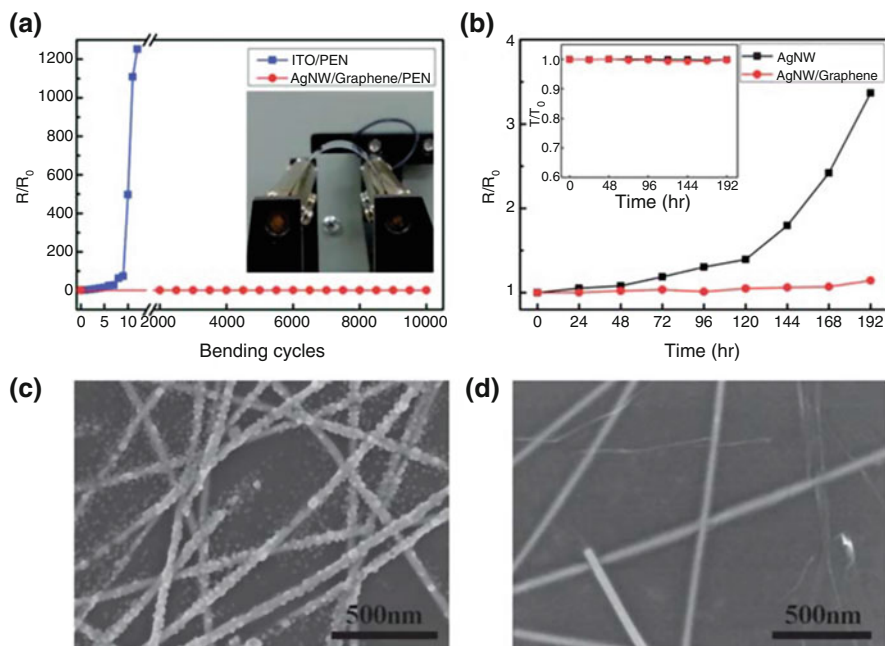 (a)
1200
1000
800
600
400
200
0
R/R0
0 5 10 2000 4000 6000 8000 10000
Bending cycles
ITO/PEN
AgNW/Graphene/PEN
(b)
4
3
2
1
R/R0
0 24 48 72 96 120 144 168 192
Time (hr)
AgNW
AgNW/Graphene
1.0
0.9
0.8
0.7
0.6
T/T0
0 48 96 144 192
Time (hr)
(c)
500nm
(d)
500nm